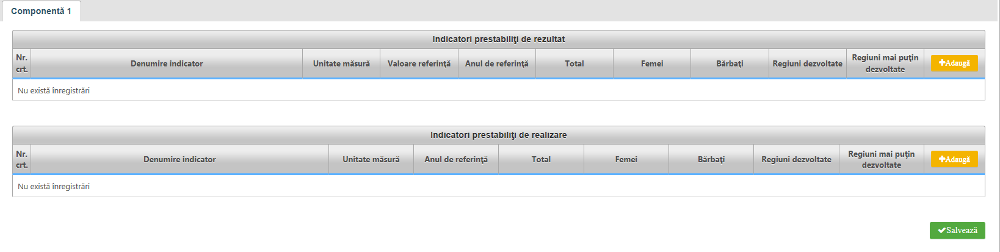 Componentă 1
Indicatori prestabiliţi de rezultat
Nr. crt. Denumire indicator Unitate măsură Valoare referinţă Anul de referinţă Total Femei Bărbaţi Regiuni dezvoltate Regiuni mai puţin dezvoltate Adaugă
Nu există înregistrări
Indicatori prestabiliţi de realizare
Nr. crt. Denumire indicator Unitate măsură Anul de referinţă Total Femei Bărbaţi Regiuni dezvoltate Regiuni mai puţin dezvoltate Adaugă
Nu există înregistrări
Salvează